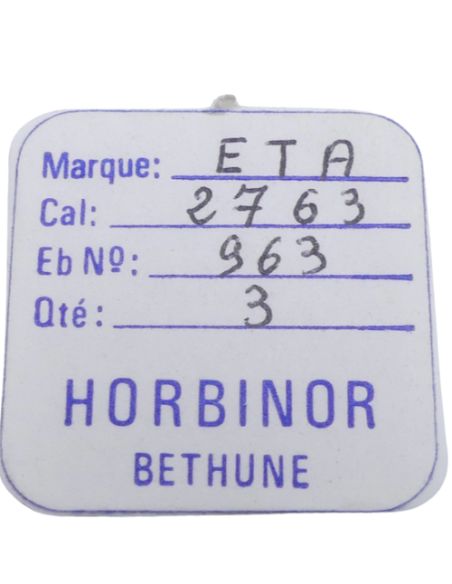 Marque: ETA
Cal: 2763
Eb Nº: 963
Qté: 3
HORBINOR
BETHUNE